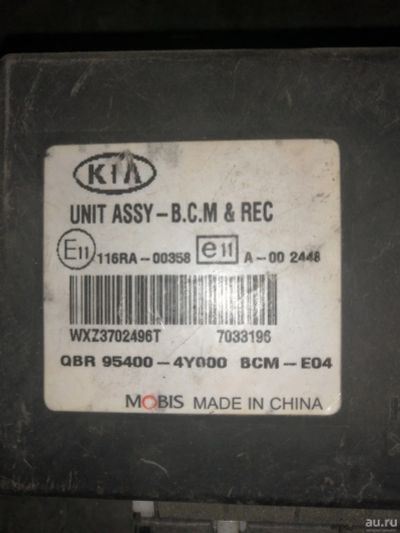 KIA
UNIT ASSY-B.C.M & REC
E11 116RA-00358 e11 A-00 2448
WXZ3702496T 7033196
QBR 95400-4Y000 BCM-E04
MOBIS MADE IN CHINA
au.ru